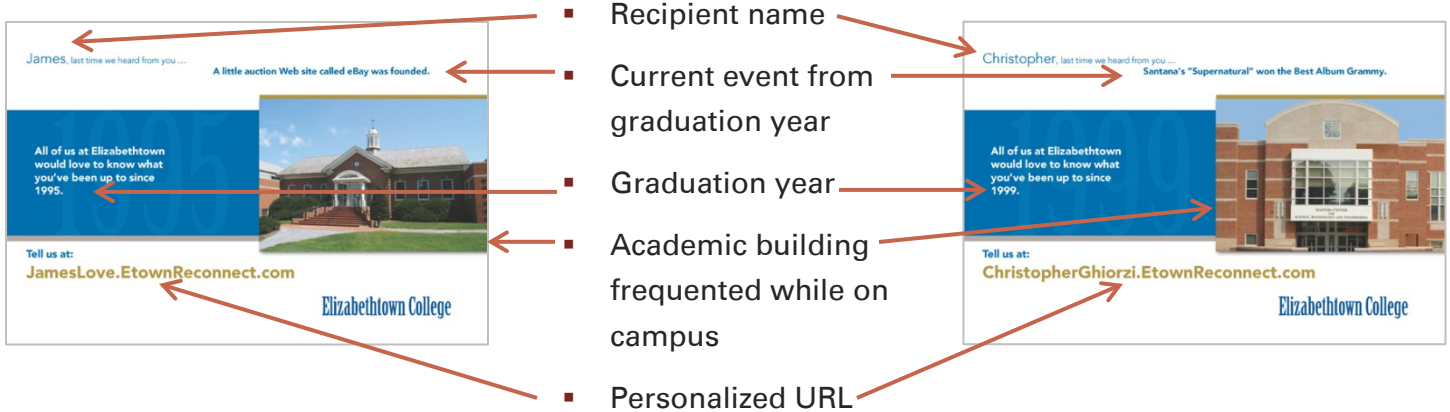 James, last time we heard from you ...
A little auction Web site called eBay was founded.
1995
All of us at Elizabethtown
would love to know what
you've been up to since
1995.
Tell us at:
JamesLove.EtownReconnect.com
Elizabethtown College
▪ Recipient name
▪ Current event from
graduation year
▪ Graduation year
▪ Academic building
frequented while on
campus
▪ Personalized URL
Christopher, last time we heard from you ...
Santana's "Supernatural" won the Best Album Grammy.
1999
All of us at Elizabethtown
would love to know what
you've been up to since
1999.
Tell us at:
ChristopherGhiorzi.EtownReconnect.com
Elizabethtown College